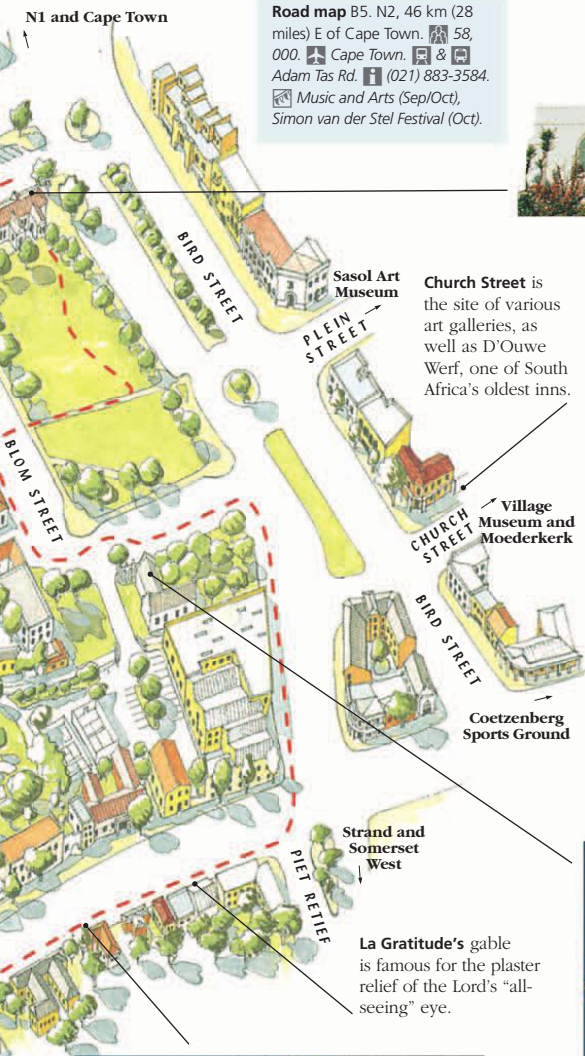 N1 and Cape Town
Road map B5. N2, 46 km (28
miles) E of Cape Town. 58,
000. Cape Town. &
Adam Tas Rd. (021) 883-3584.
Music and Arts (Sep/Oct),
Simon van der Stel Festival (Oct).
BIRD STREET
Sasol Art
Museum
PLEIN
STREET
Church Street is
the site of various
art galleries, as
well as D’Ouwe
Werf, one of South
Africa’s oldest inns.
BLOM STREET
CHURCH
STREET
Village
Museum and
Moederkerk
BIRD STREET
Coetzenberg
Sports Ground
Strand and
Somerset
West
PIET RETIEF
La Gratitude’s gable
is famous for the plaster
relief of the Lord’s “all-
seeing” eye.